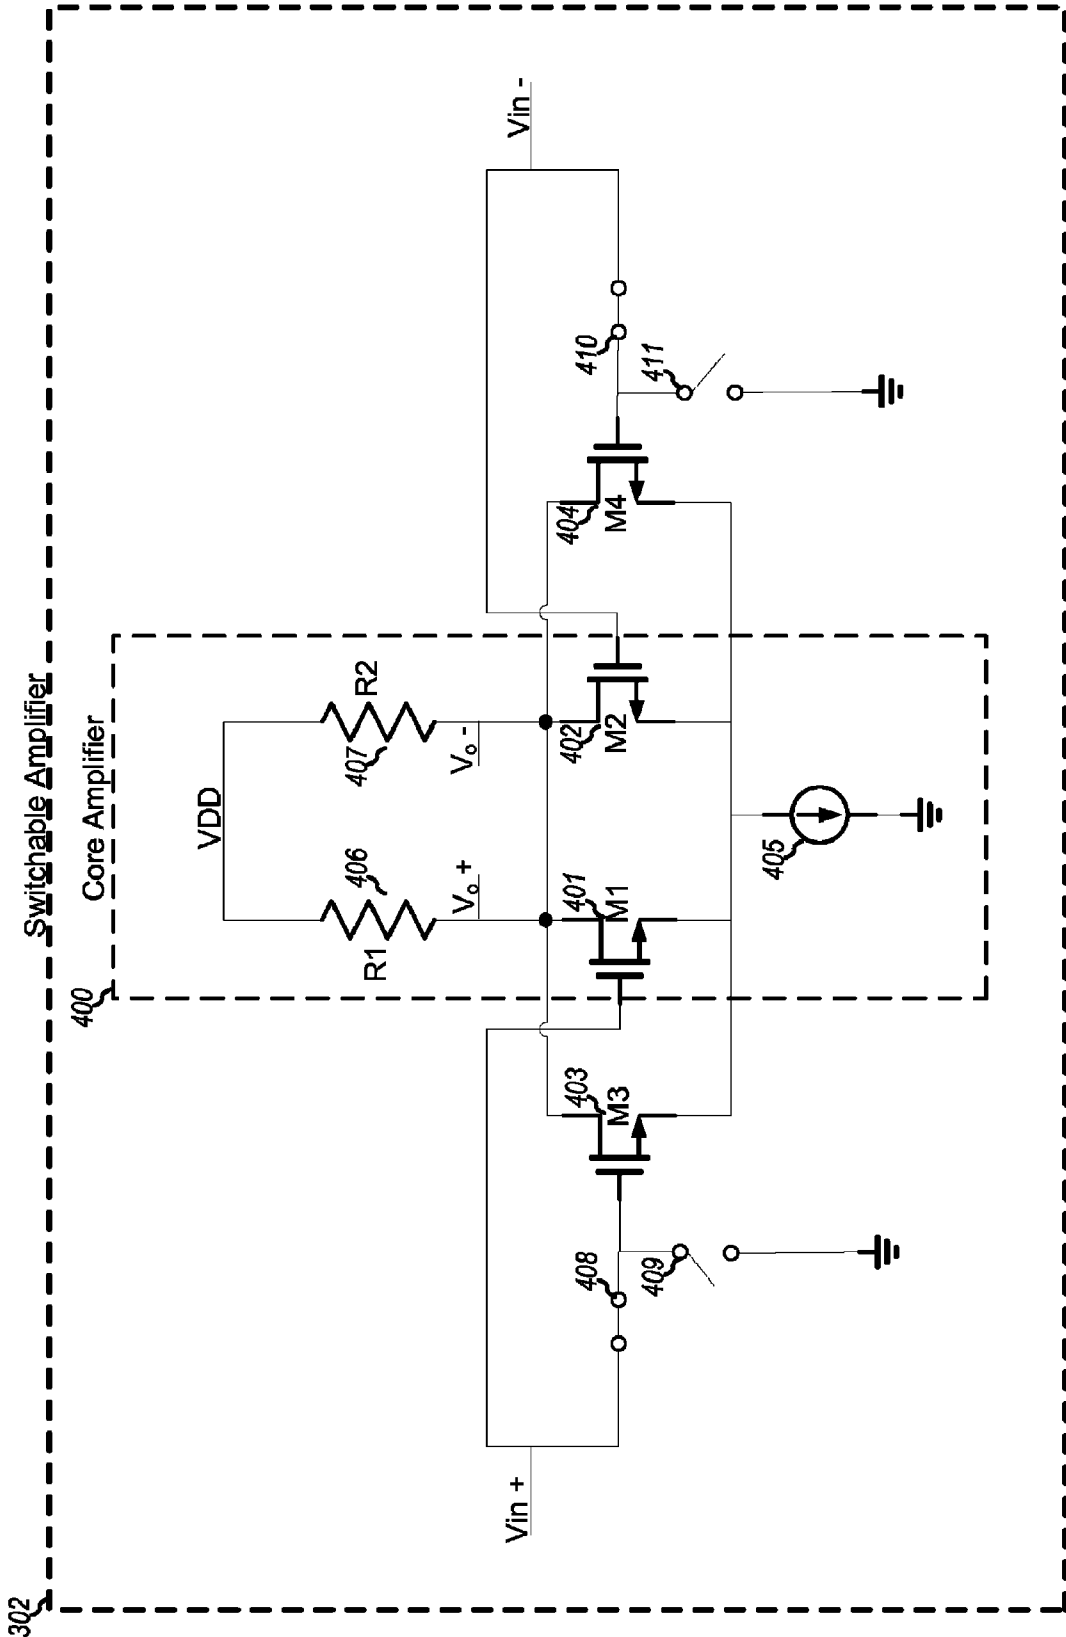 302
Switchable Amplifier
400
Core Amplifier
VDD
R1
406
407
R2
Vₒ +
Vₒ -
Vin +
Vin -
408
409
403
M3
401
M1
402
M2
404
M4
410
411
405